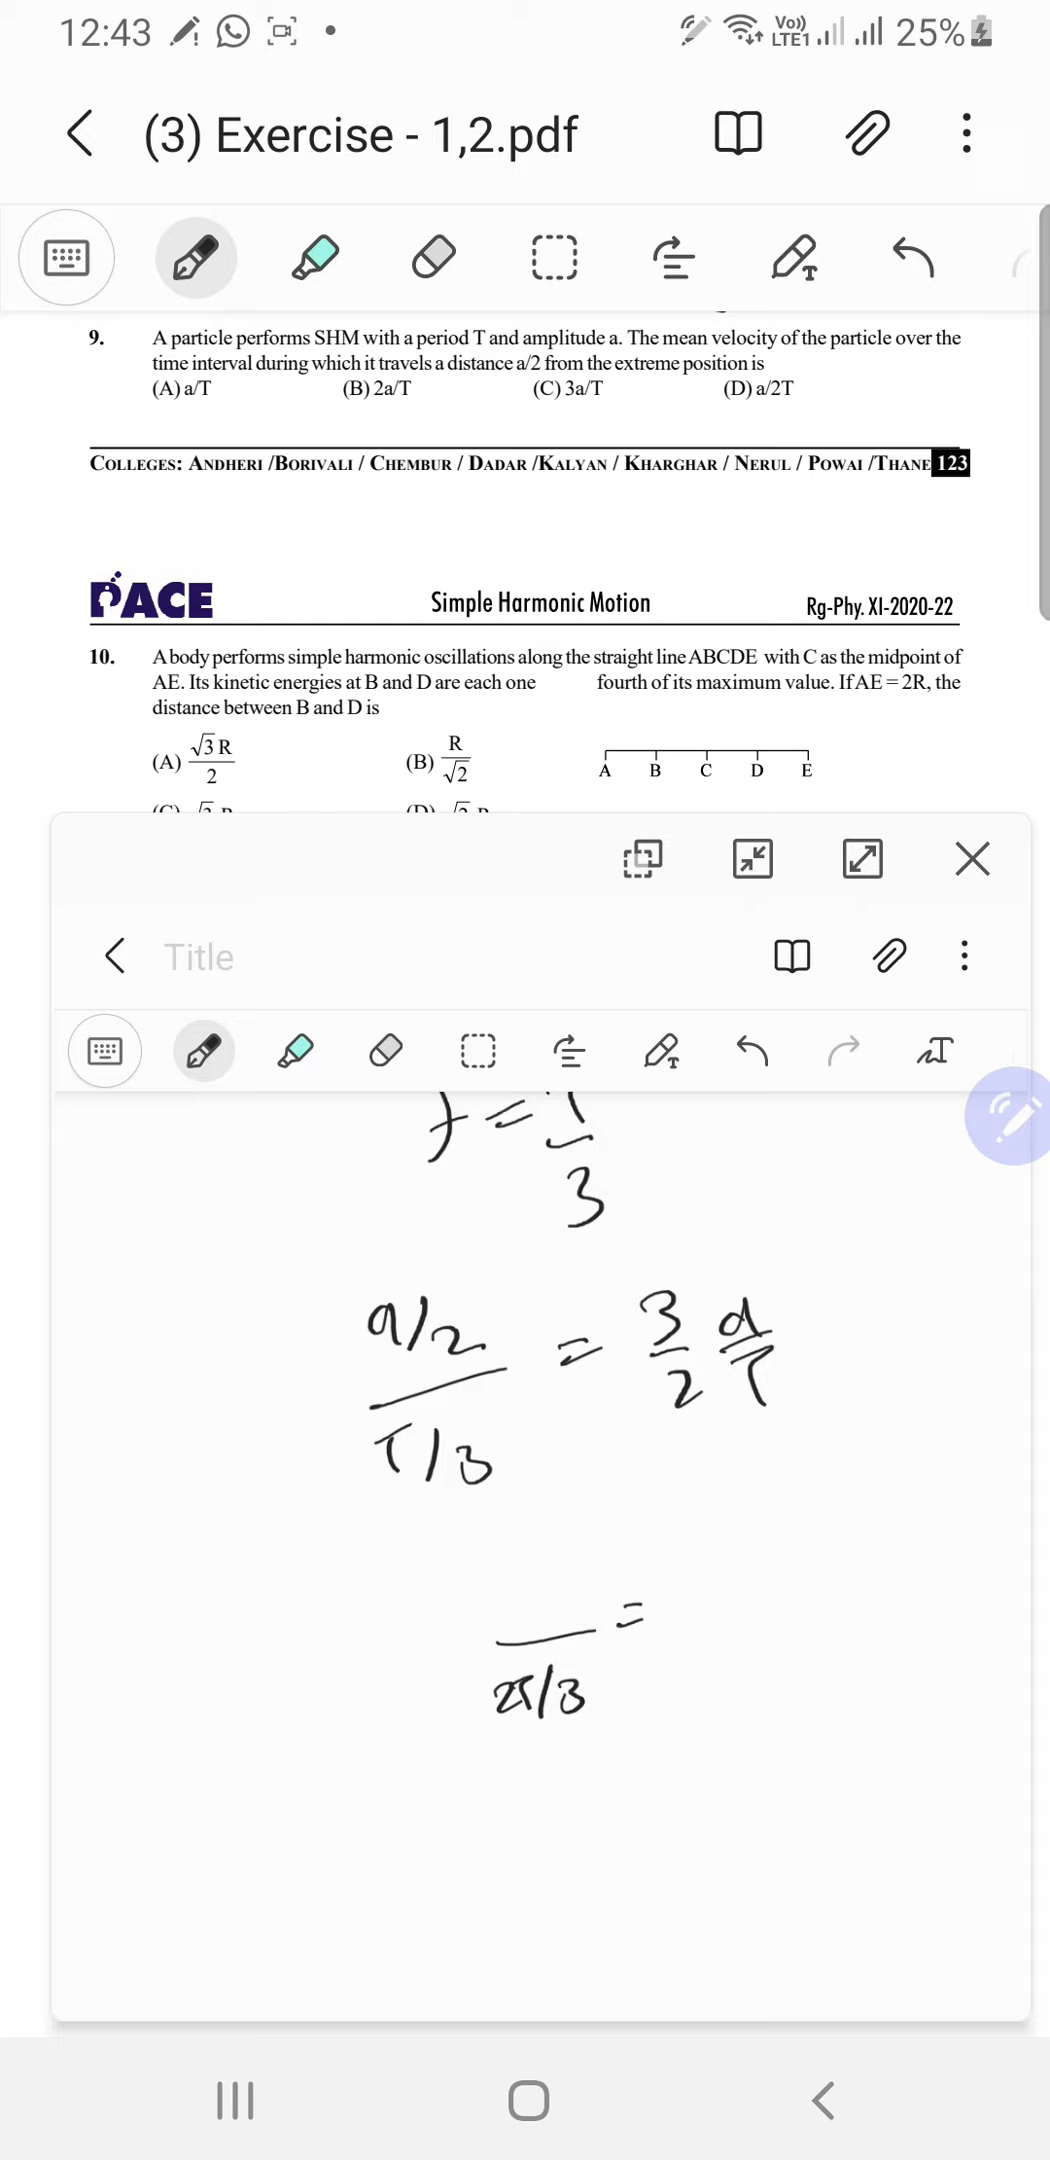 12:43 Vo)) LTE1 25%
(3) Exercise - 1,2.pdf
9. A particle performs SHM with a period T and amplitude a. The mean velocity of the particle over the
time interval during which it travels a distance a/2 from the extreme position is
(A) a/T (B) 2a/T (C) 3a/T (D) a/2T
COLLEGES: ANDHERI /BORIVALI / CHEMBUR / DADAR /KALYAN / KHARGHAR / NERUL / POWAI /THANE 123
PACE Simple Harmonic Motion Rg-Phy. XI-2020-22
10. A body performs simple harmonic oscillations along the straight line ABCDE with C as the midpoint of
AE. Its kinetic energies at B and D are each one fourth of its maximum value. If AE = 2R, the
distance between B and D is
(A) √3 R / 2 (B) R / √2
A B C D E
Title
3
a/2 / T/3 = 3/2 a/T
=